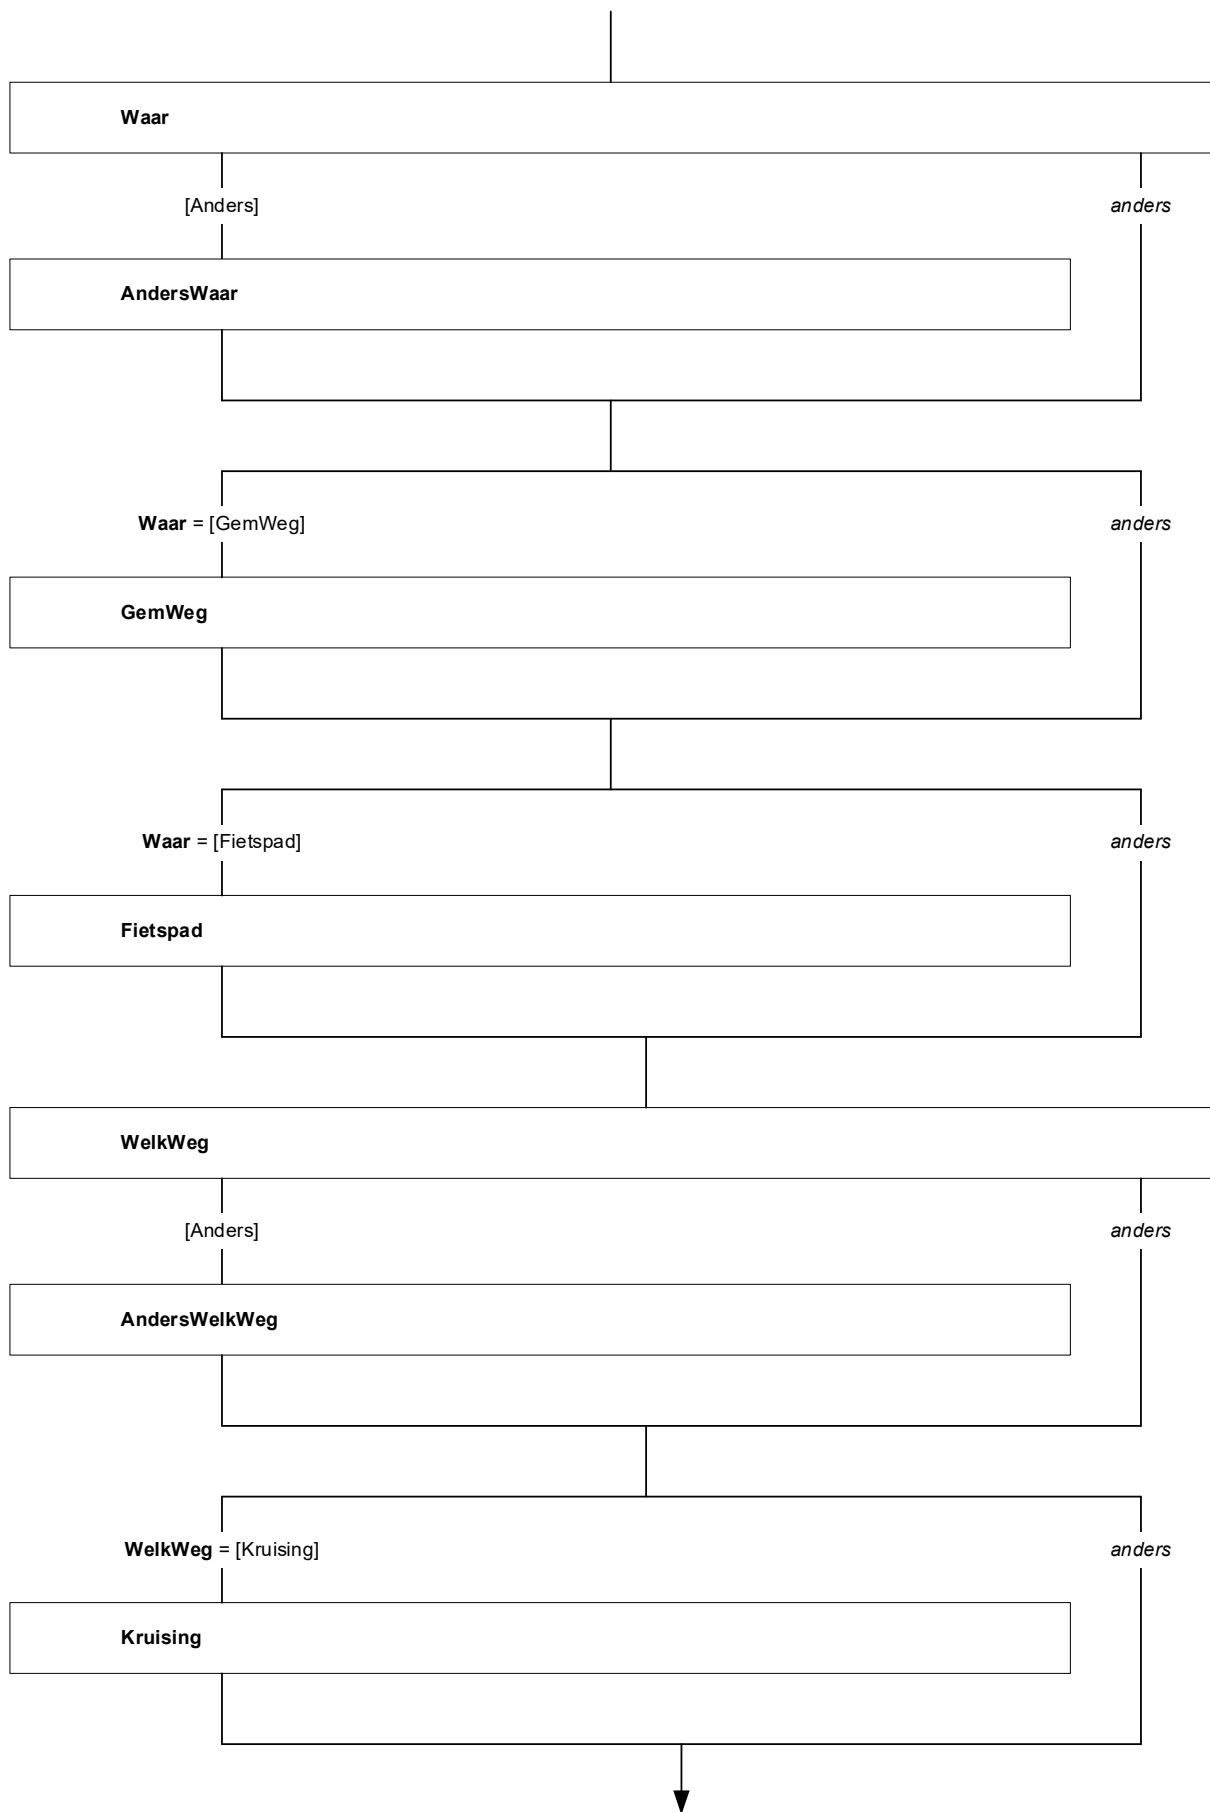 Waar
[Anders] anders
AndersWaar
Waar = [GemWeg] anders
GemWeg
Waar = [Fietspad] anders
Fietspad
WelkWeg
[Anders] anders
AndersWelkWeg
WelkWeg = [Kruising] anders
Kruising